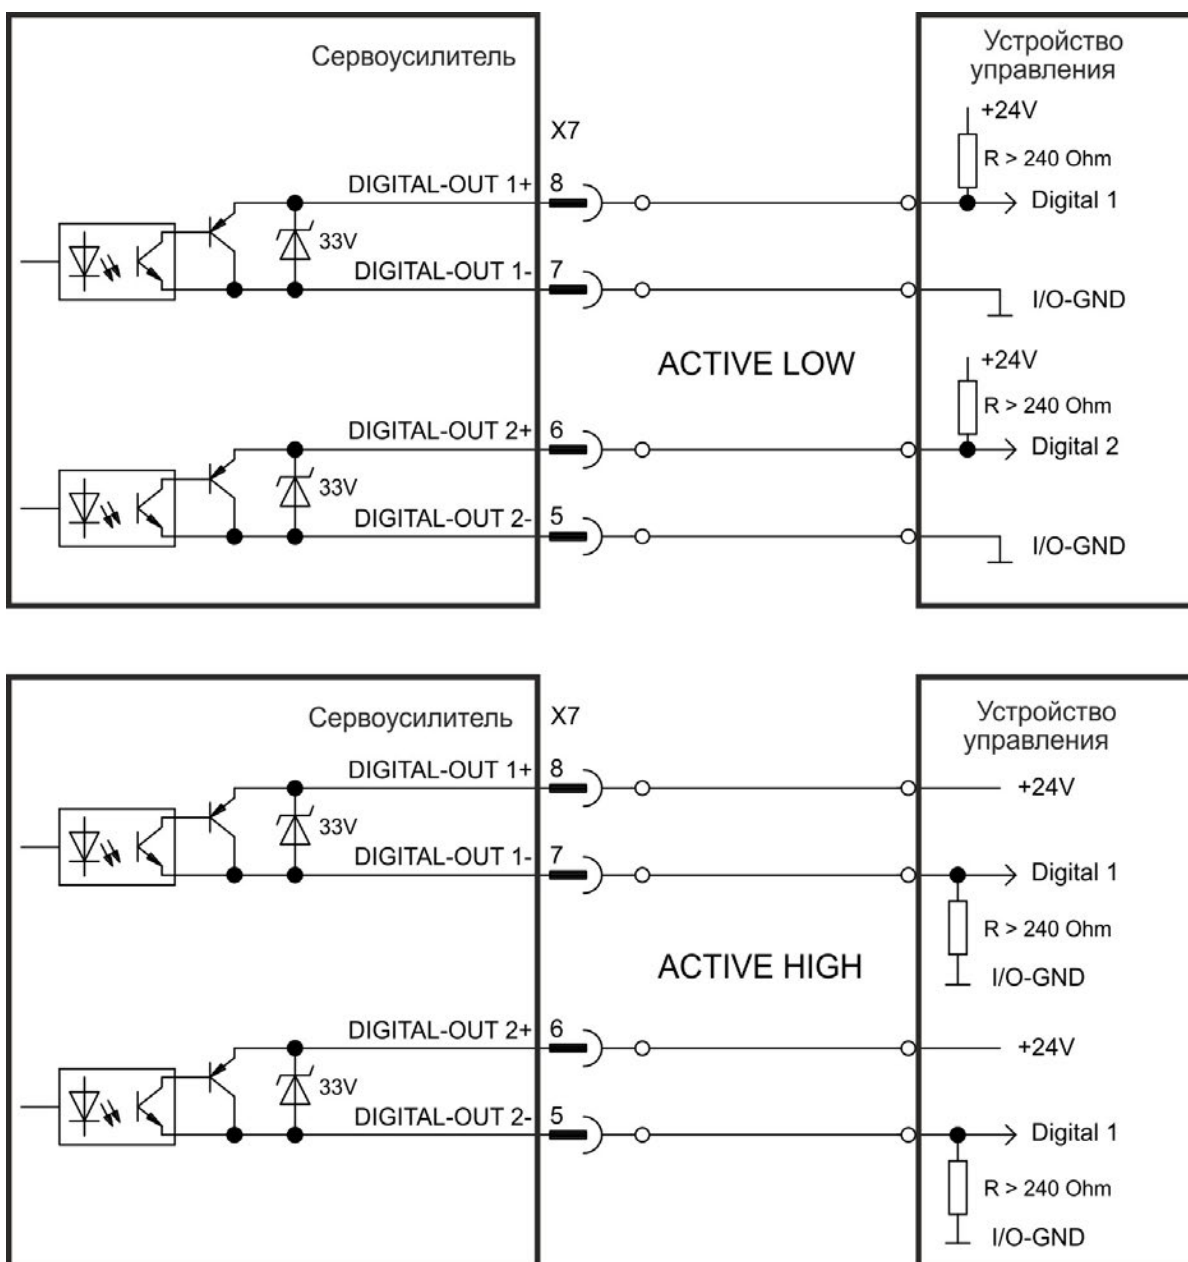 Сервоусилитель
Устройство
управления
+24V
X7
R > 240 Ohm
DIGITAL-OUT 1+
8
Digital 1
33V
DIGITAL-OUT 1-
7
I/O-GND
ACTIVE LOW
+24V
R > 240 Ohm
DIGITAL-OUT 2+
6
Digital 2
33V
DIGITAL-OUT 2-
5
I/O-GND
Сервоусилитель
X7
Устройство
управления
DIGITAL-OUT 1+
8
+24V
33V
DIGITAL-OUT 1-
7
Digital 1
R > 240 Ohm
ACTIVE HIGH
I/O-GND
DIGITAL-OUT 2+
6
+24V
33V
DIGITAL-OUT 2-
5
Digital 1
R > 240 Ohm
I/O-GND